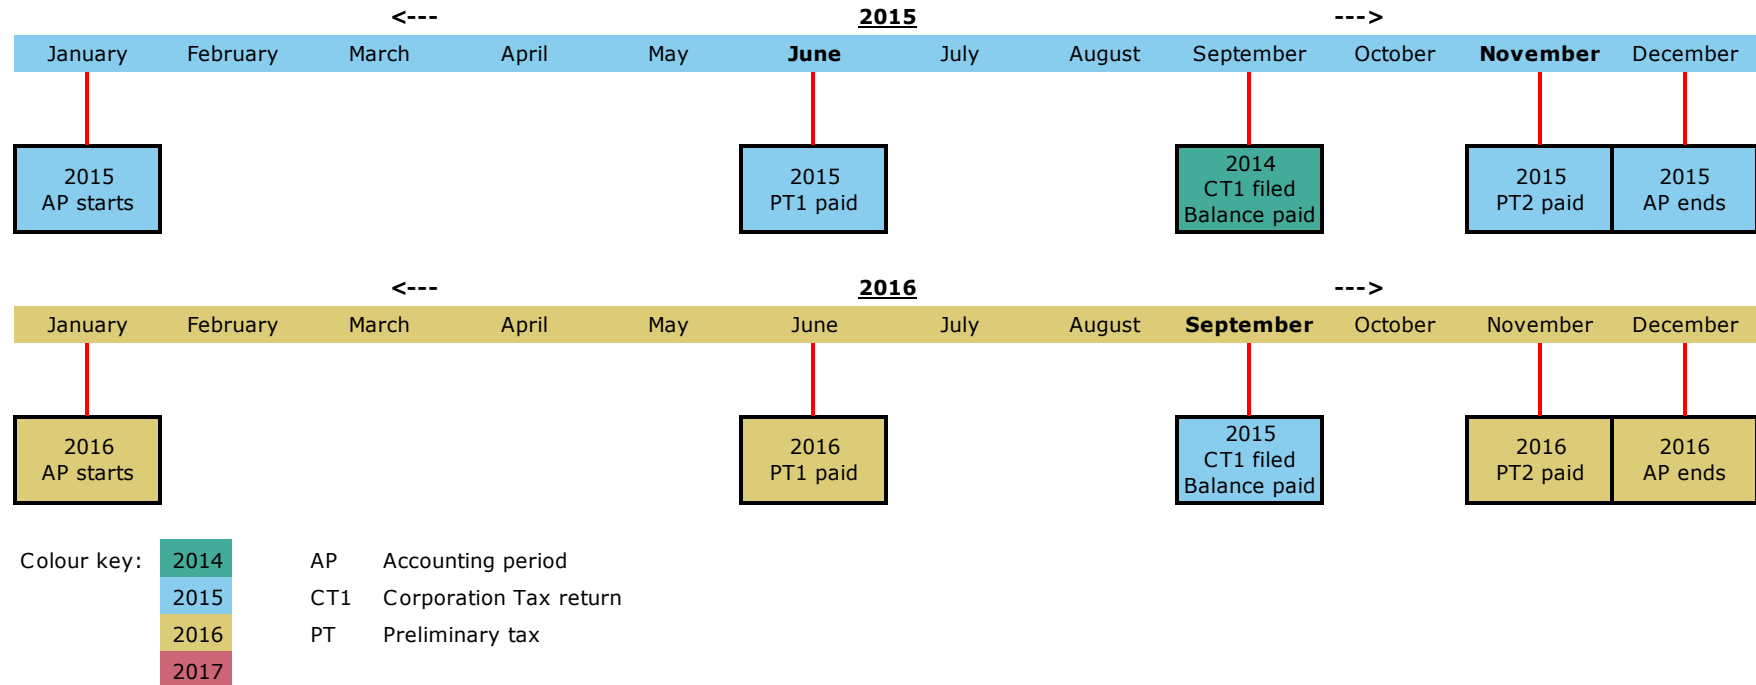 <--- 2015 --->
January February March April May June July August September October November December
2015
AP starts
2015
PT1 paid
2014
CT1 filed
Balance paid
2015
PT2 paid
2015
AP ends
<--- 2016 --->
January February March April May June July August September October November December
2016
AP starts
2016
PT1 paid
2015
CT1 filed
Balance paid
2016
PT2 paid
2016
AP ends
Colour key: 2014 AP Accounting period
2015 CT1 Corporation Tax return
2016 PT Preliminary tax
2017